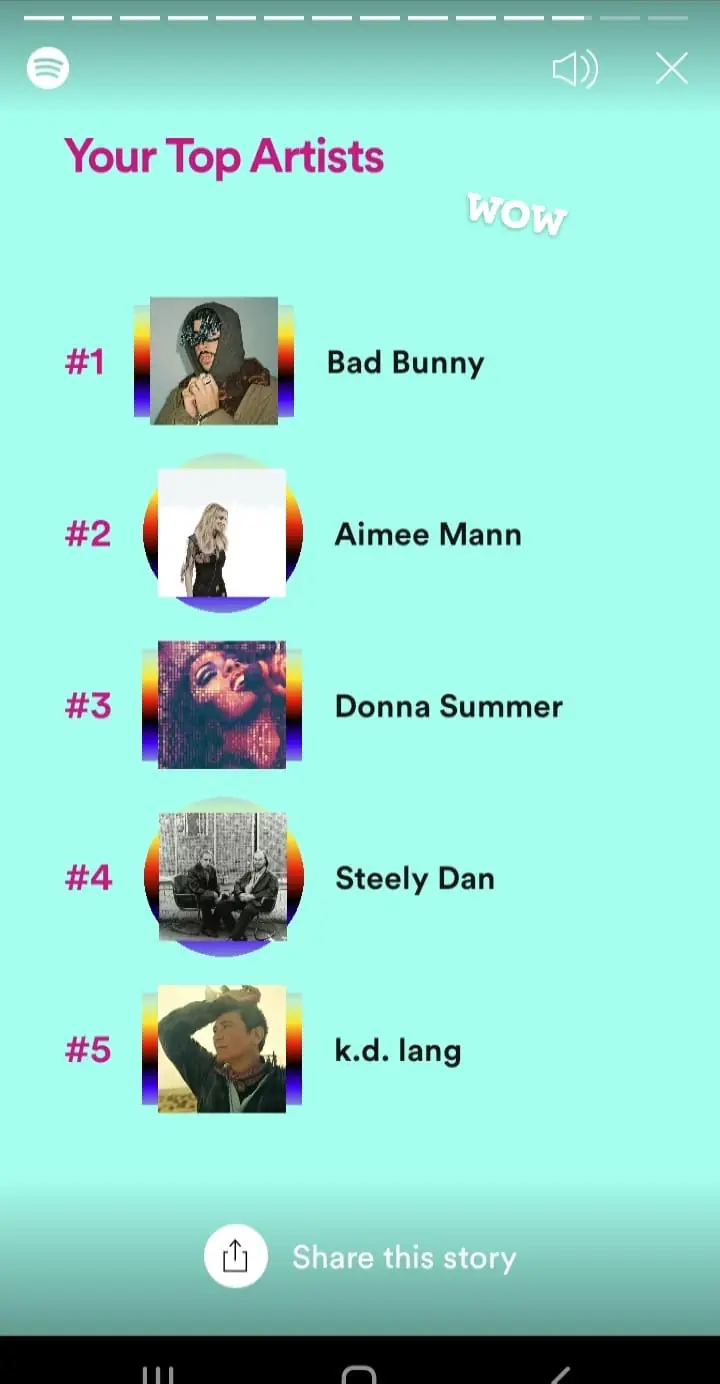 Your Top Artists
WOW
#1 Bad Bunny
#2 Aimee Mann
#3 Donna Summer
#4 Steely Dan
#5 k.d. lang
Share this story